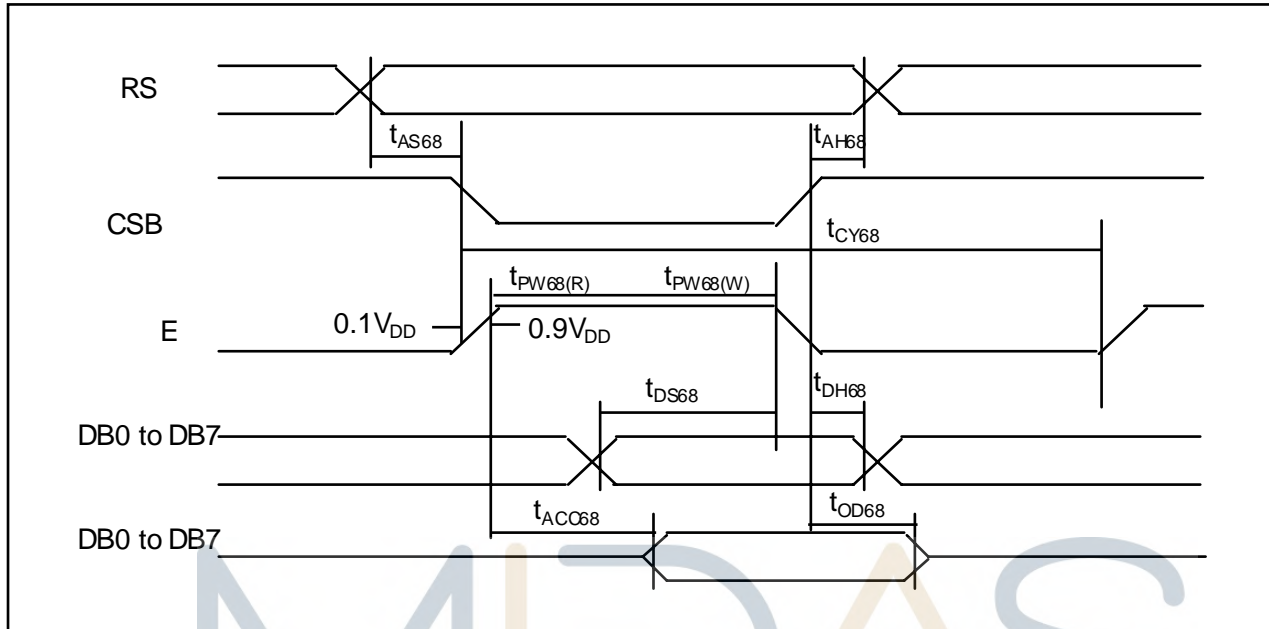 RS
tAS68
tAH68
CSB
tCY68
tPW68(R)
tPW68(W)
E
0.1VDD
0.9VDD
tDS68
tDH68
DB0 to DB7
tACC68
tOD68
DB0 to DB7
MIDAS